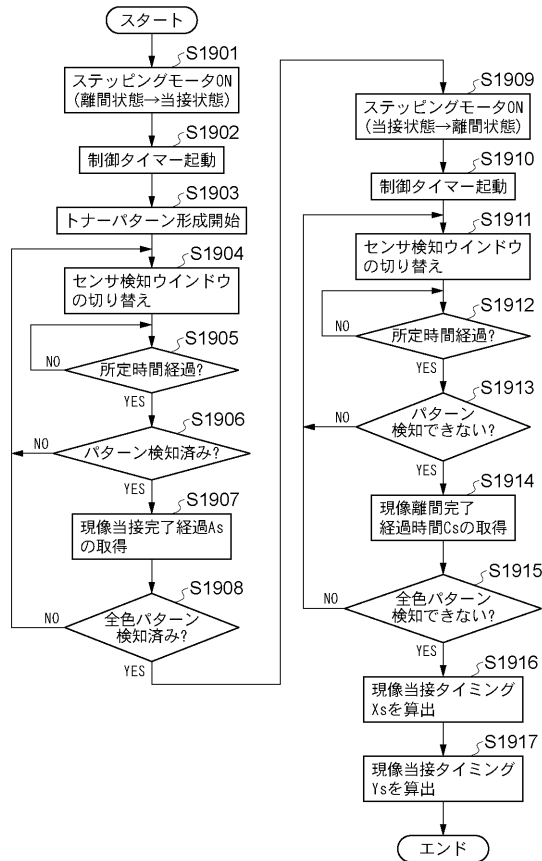 スタート
S1901
ステッピングモータON
(離間状態→当接状態)
S1902
制御タイマー起動
S1903
トナーパターン形成開始
S1904
センサ検知ウインドウ
の切り替え
S1905
所定時間経過?
NO
YES
S1906
パターン検知済み?
NO
YES
S1907
現像当接完了経過As
の取得
S1908
全色パターン
検知済み?
NO
YES
S1909
ステッピングモータON
(当接状態→離間状態)
S1910
制御タイマー起動
S1911
センサ検知ウインドウ
の切り替え
S1912
所定時間経過?
NO
YES
S1913
パターン
検知できない?
NO
YES
S1914
現像離間完了
経過時間Csの取得
S1915
全色パターン
検知できない?
NO
YES
S1916
現像当接タイミング
Xsを算出
S1917
現像当接タイミング
Ysを算出
エンド